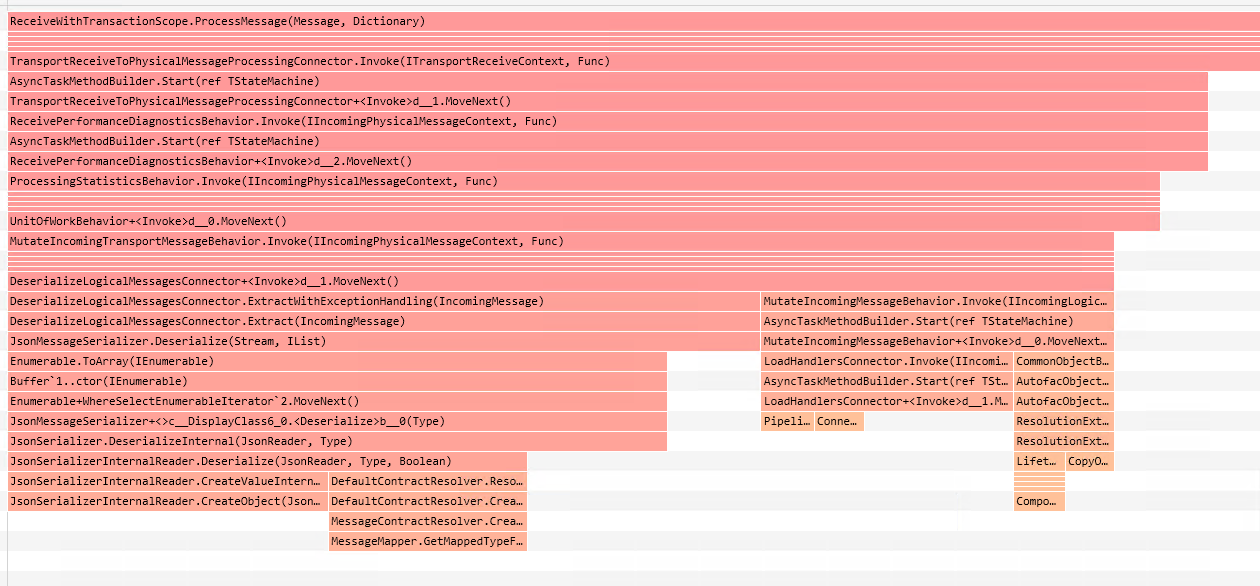 ReceiveWithTransactionScope.ProcessMessage(Message, Dictionary)
TransportReceiveToPhysicalMessageProcessingConnector.Invoke(ITransportReceiveContext, Func)
AsyncTaskMethodBuilder.Start(ref TStateMachine)
TransportReceiveToPhysicalMessageProcessingConnector+<Invoke>d__1.MoveNext()
ReceivePerformanceDiagnosticsBehavior.Invoke(IIncomingPhysicalMessageContext, Func)
AsyncTaskMethodBuilder.Start(ref TStateMachine)
ReceivePerformanceDiagnosticsBehavior+<Invoke>d__2.MoveNext()
ProcessingStatisticsBehavior.Invoke(IIncomingPhysicalMessageContext, Func)
UnitOfWorkBehavior+<Invoke>d__0.MoveNext()
MutateIncomingTransportMessageBehavior.Invoke(IIncomingPhysicalMessageContext, Func)
DeserializeLogicalMessagesConnector+<Invoke>d__1.MoveNext()
DeserializeLogicalMessagesConnector.ExtractWithExceptionHandling(IncomingMessage) MutateIncomingMessageBehavior.Invoke(IIncomingLogic…
DeserializeLogicalMessagesConnector.Extract(IncomingMessage) AsyncTaskMethodBuilder.Start(ref TStateMachine)
JsonMessageSerializer.Deserialize(Stream, IList) MutateIncomingMessageBehavior+<Invoke>d__0.MoveNext…
Enumerable.ToArray(IEnumerable) LoadHandlersConnector.Invoke(IIncomi… CommonObjectB…
Buffer`1..ctor(IEnumerable) AsyncTaskMethodBuilder.Start(ref TSt… AutofacObject…
Enumerable+WhereSelectEnumerableIterator`2.MoveNext() LoadHandlersConnector+<Invoke>d__1.M… AutofacObject…
JsonMessageSerializer+<>c__DisplayClass6_0.<Deserialize>b__0(Type) Pipeli… Conne… ResolutionExt…
JsonSerializer.DeserializeInternal(JsonReader, Type) ResolutionExt…
JsonSerializerInternalReader.Deserialize(JsonReader, Type, Boolean) Lifet… CopyO…
JsonSerializerInternalReader.CreateValueIntern… DefaultContractResolver.Reso…
JsonSerializerInternalReader.CreateObject(Json… DefaultContractResolver.Crea… Compo…
MessageContractResolver.Crea…
MessageMapper.GetMappedTypeF…